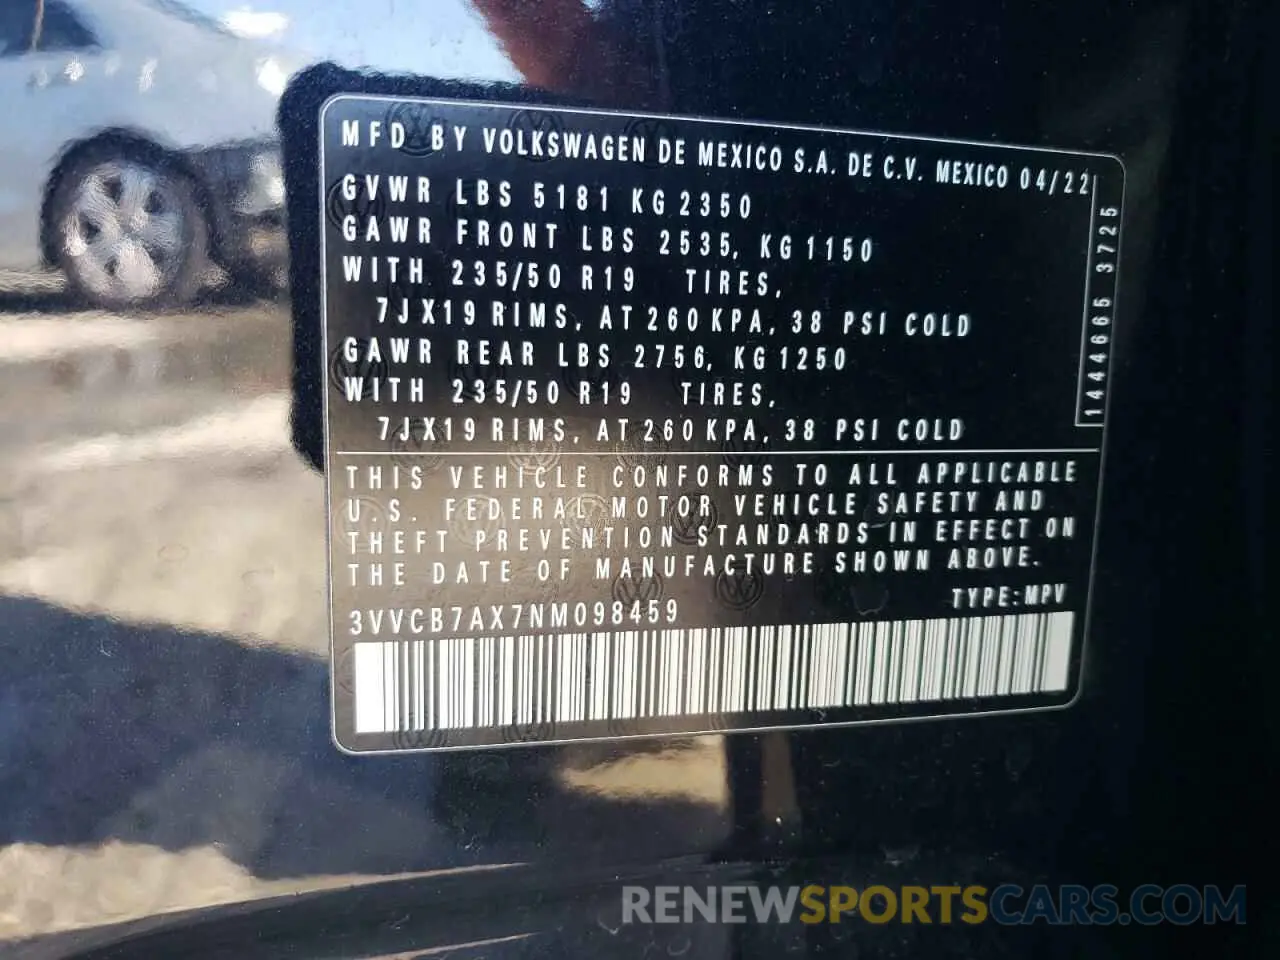 MFD BY VOLKSWAGEN DE MEXICO S.A. DE C.V. MEXICO 04/22
GVWR LBS 5181 KG 2350
GAWR FRONT LBS 2535, KG 1150
WITH 235/50 R19 TIRES,
7JX19 RIMS, AT 260 KPA, 38 PSI COLD
GAWR REAR LBS 2756, KG 1250
WITH 235/50 R19 TIRES,
7JX19 RIMS, AT 260 KPA, 38 PSI COLD
1444665 3725
THIS VEHICLE CONFORMS TO ALL APPLICABLE
U.S. FEDERAL MOTOR VEHICLE SAFETY AND
THEFT PREVENTION STANDARDS IN EFFECT ON
THE DATE OF MANUFACTURE SHOWN ABOVE.
3VVCB7AX7NM098459 TYPE:MPV
RENEWSPORTSCARS.COM